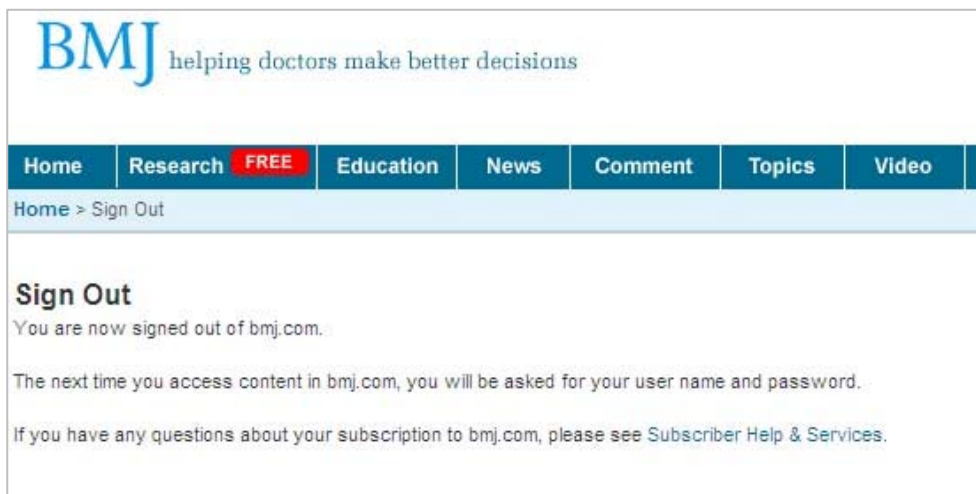 BMJ helping doctors make better decisions
Home Research FREE Education News Comment Topics Video
Home > Sign Out
Sign Out
You are now signed out of bmj.com.
The next time you access content in bmj.com, you will be asked for your user name and password.
If you have any questions about your subscription to bmj.com, please see Subscriber Help & Services.